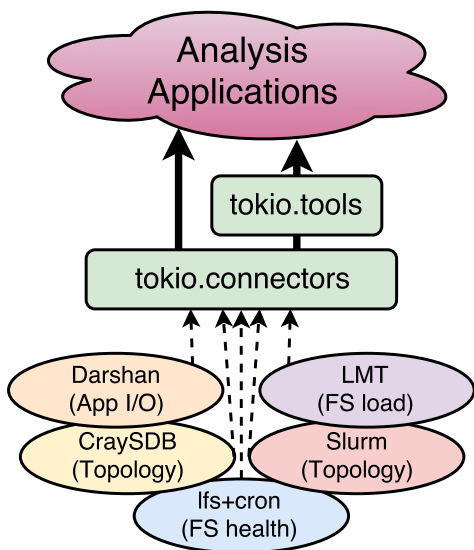 Analysis
Applications
tokio.tools
tokio.connectors
Darshan
(App I/O)
LMT
(FS load)
CraySDB
(Topology)
Slurm
(Topology)
lfs+cron
(FS health)